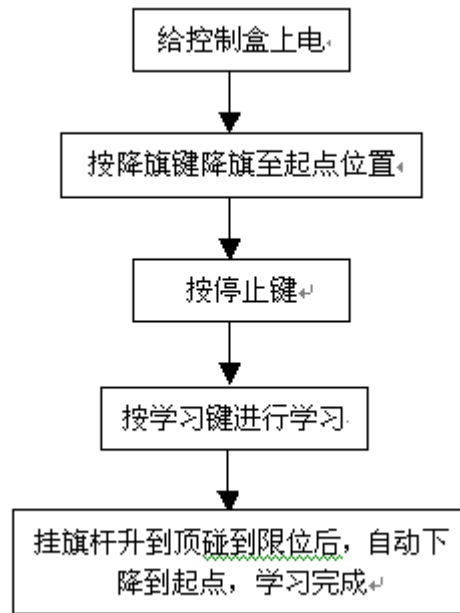 给控制盒上电
按降旗键降旗至起点位置
按停止键
按学习键进行学习
挂旗杆升到顶碰到限位后，自动下
降到起点，学习完成